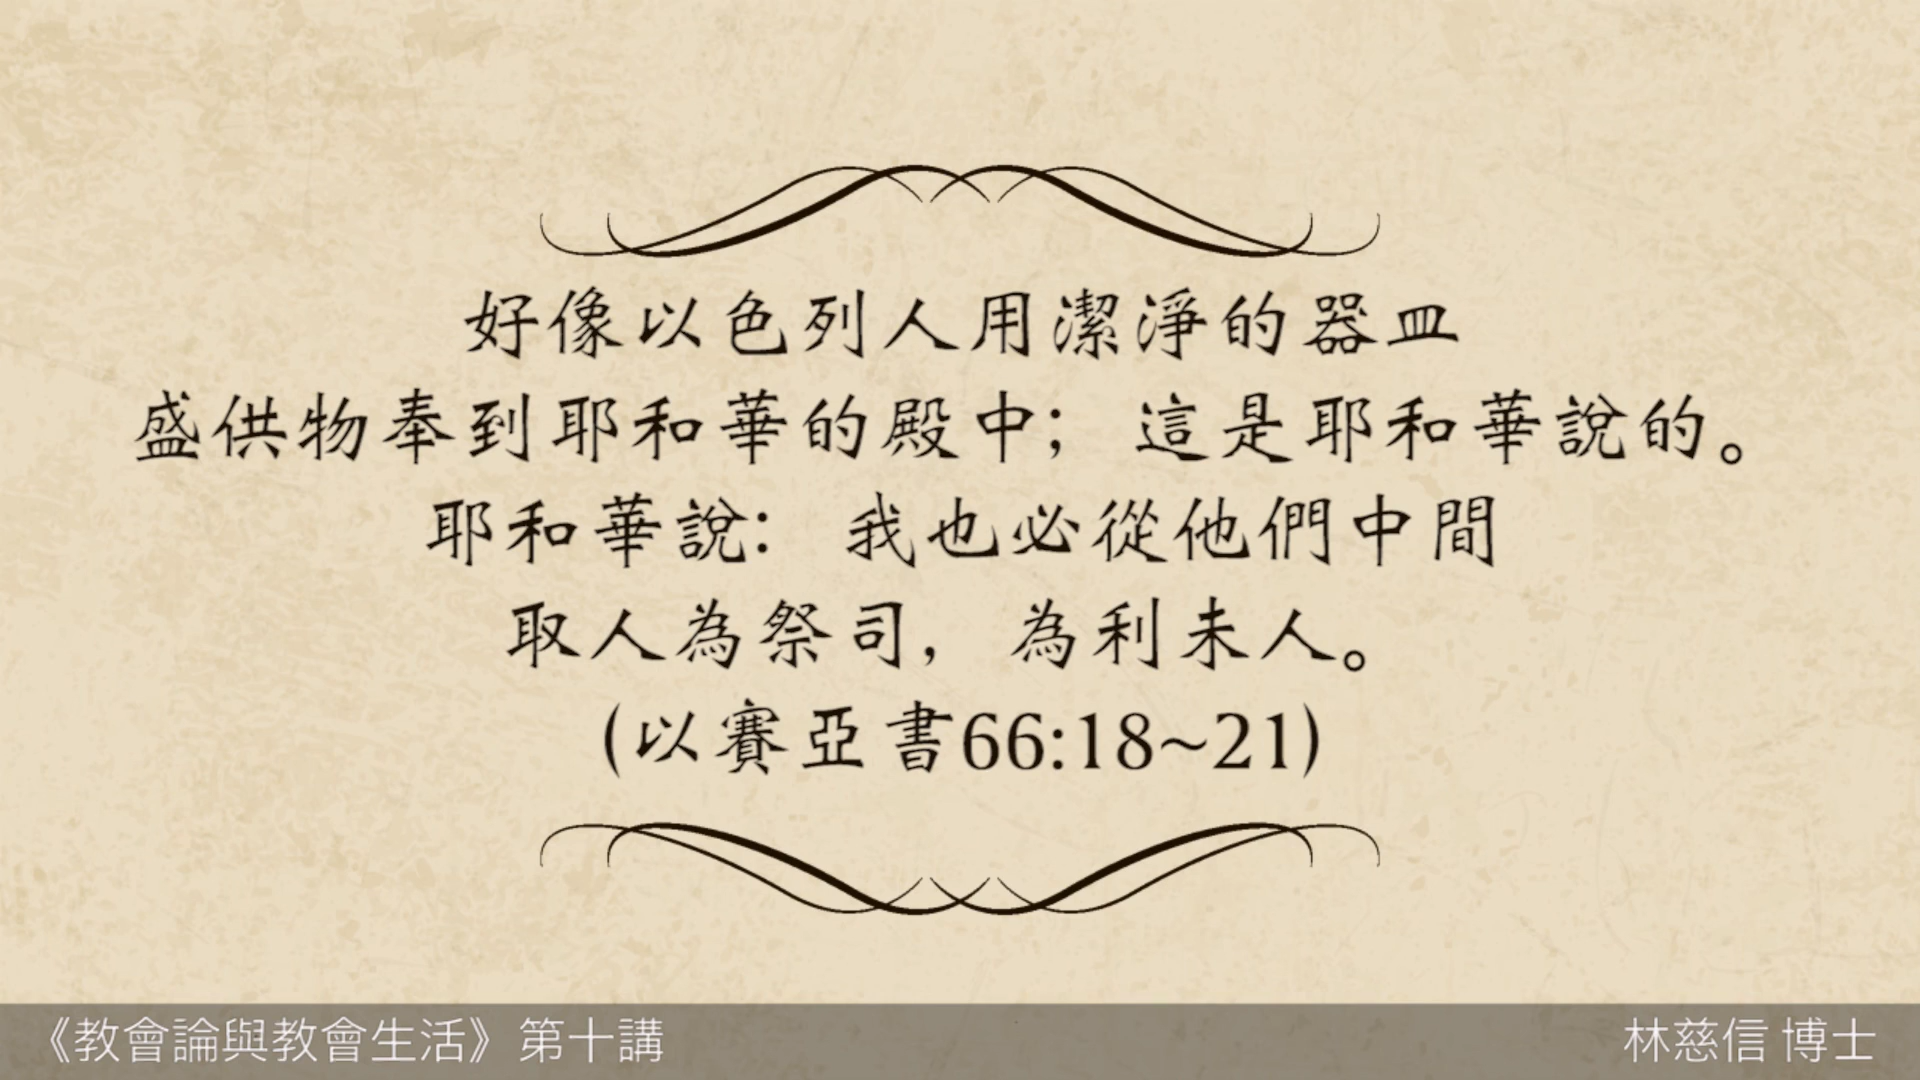 好像以色列人用潔淨的器皿
盛供物奉到耶和華的殿中；這是耶和華說的。
耶和華說：我也必從他們中間
取人為祭司，為利未人。
(以賽亞書66:18~21)
《教會論與教會生活》第十講
林慈信 博士